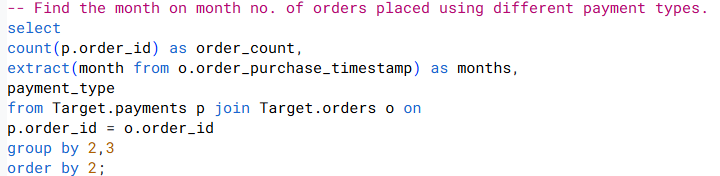 -- Find the month on month no. of orders placed using different payment types.
select
count(p.order_id) as order_count,
extract(month from o.order_purchase_timestamp) as months,
payment_type
from Target.payments p join Target.orders o on
p.order_id = o.order_id
group by 2,3
order by 2;